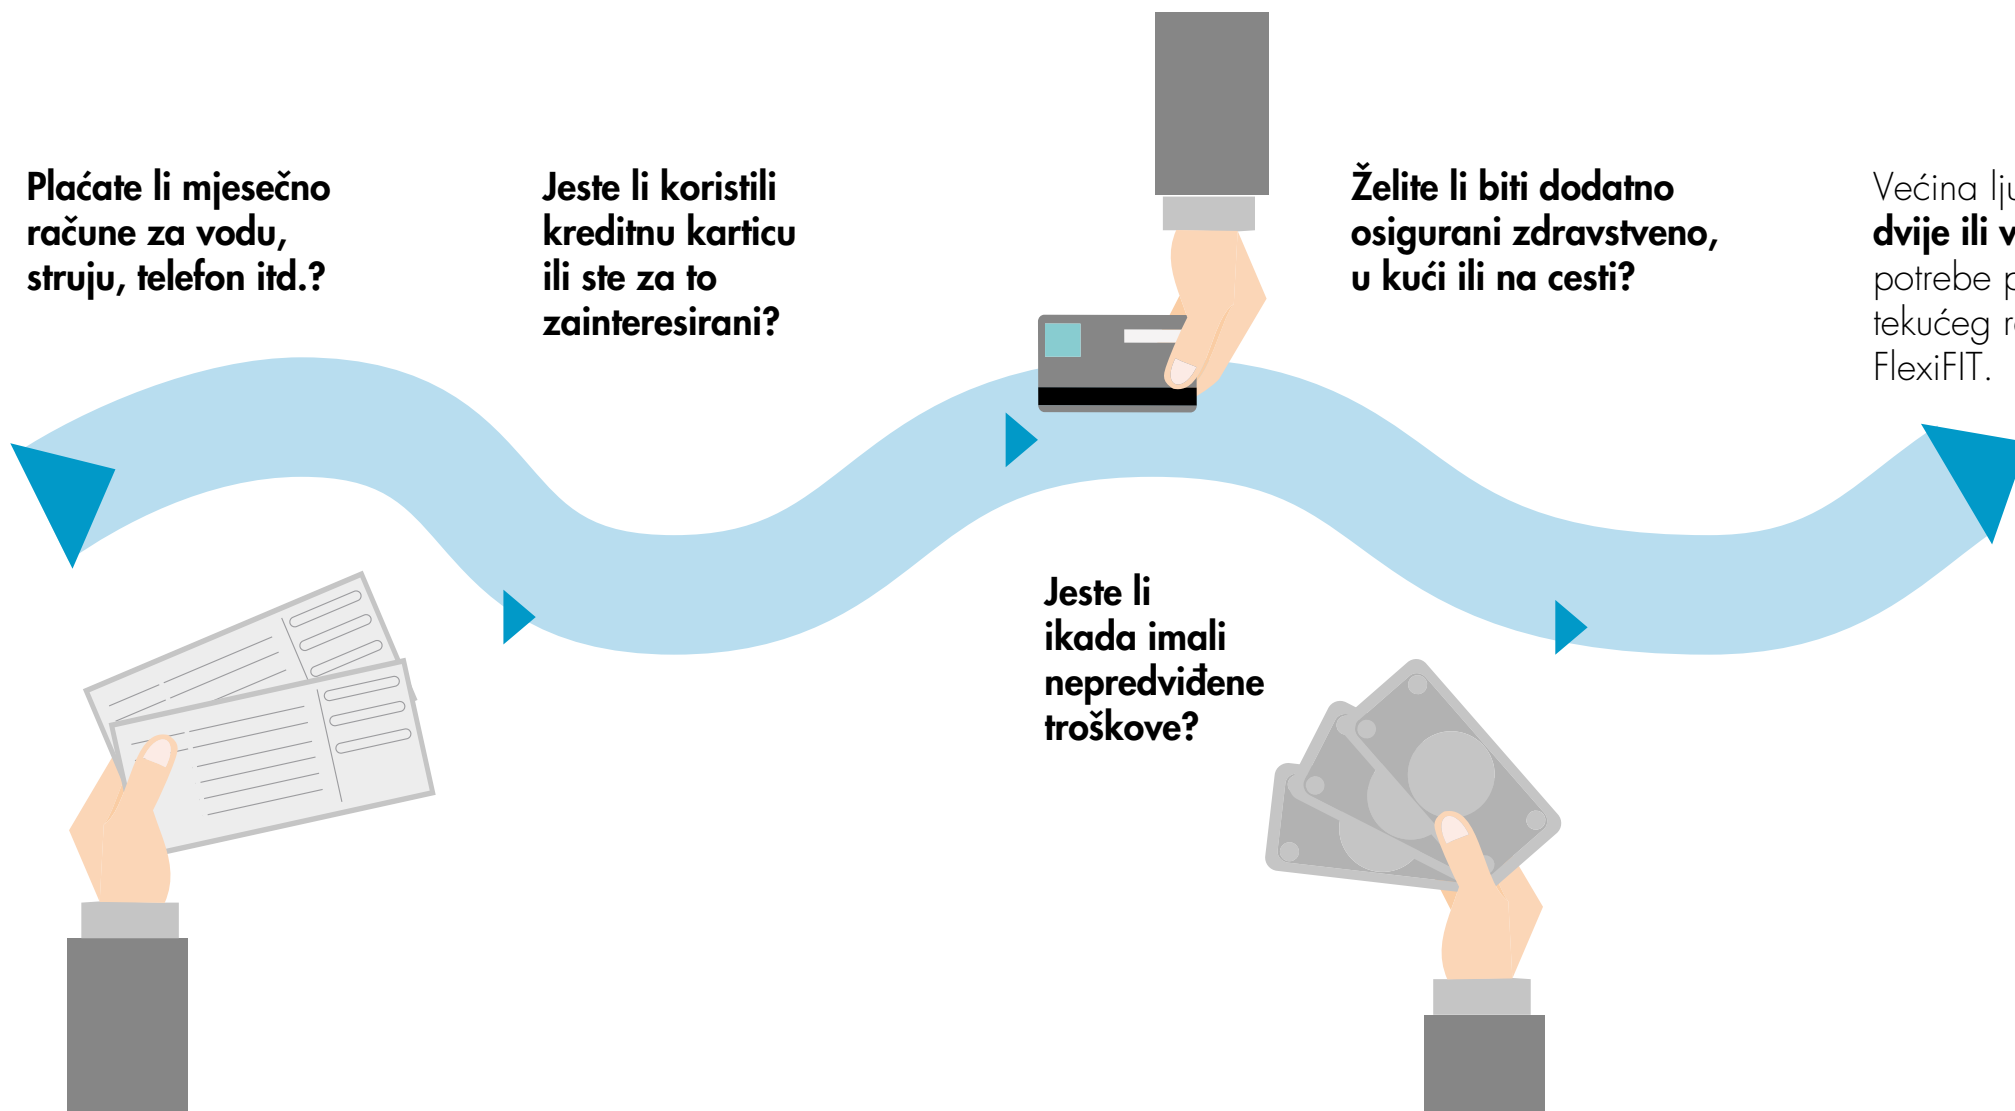 Plaćate li mjesečno
račune za vodu,
struju, telefon itd.?
Jeste li koristili
kreditnu karticu
ili ste za to
zainteresirani?
Jeste li
ikada imali
nepredviđene
troškove?
Želite li biti dodatno
osigurani zdravstveno,
u kući ili na cesti?
Većina
dvije ili
potrebe
tekućeg
FlexiFIT.